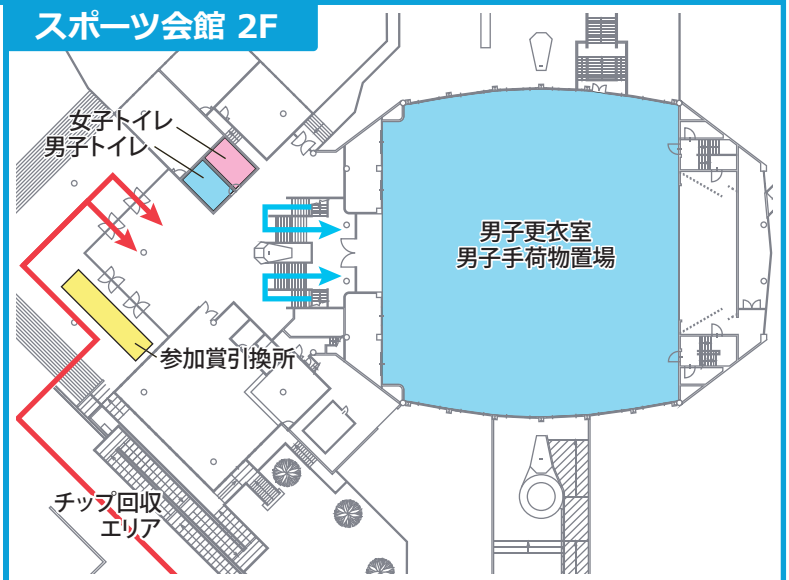 スポーツ会館 2F
女子トイレ
男子トイレ
男子更衣室
男子手荷物置場
参加賞引換所
チップ回収
エリア